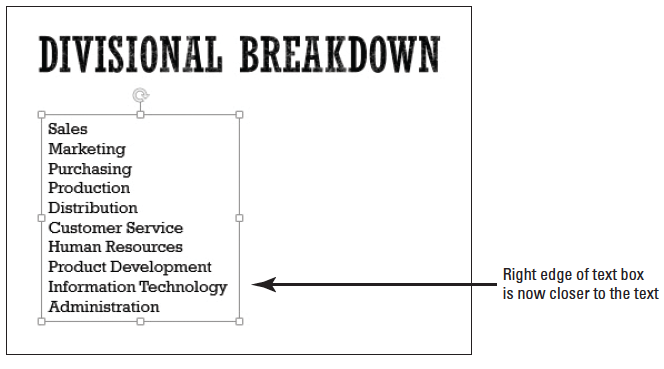 DIVISIONAL BREAKDOWN
Sales
Marketing
Purchasing
Production
Distribution
Customer Service
Human Resources
Product Development
Information Technology
Administration
Right edge of text box
is now closer to the text